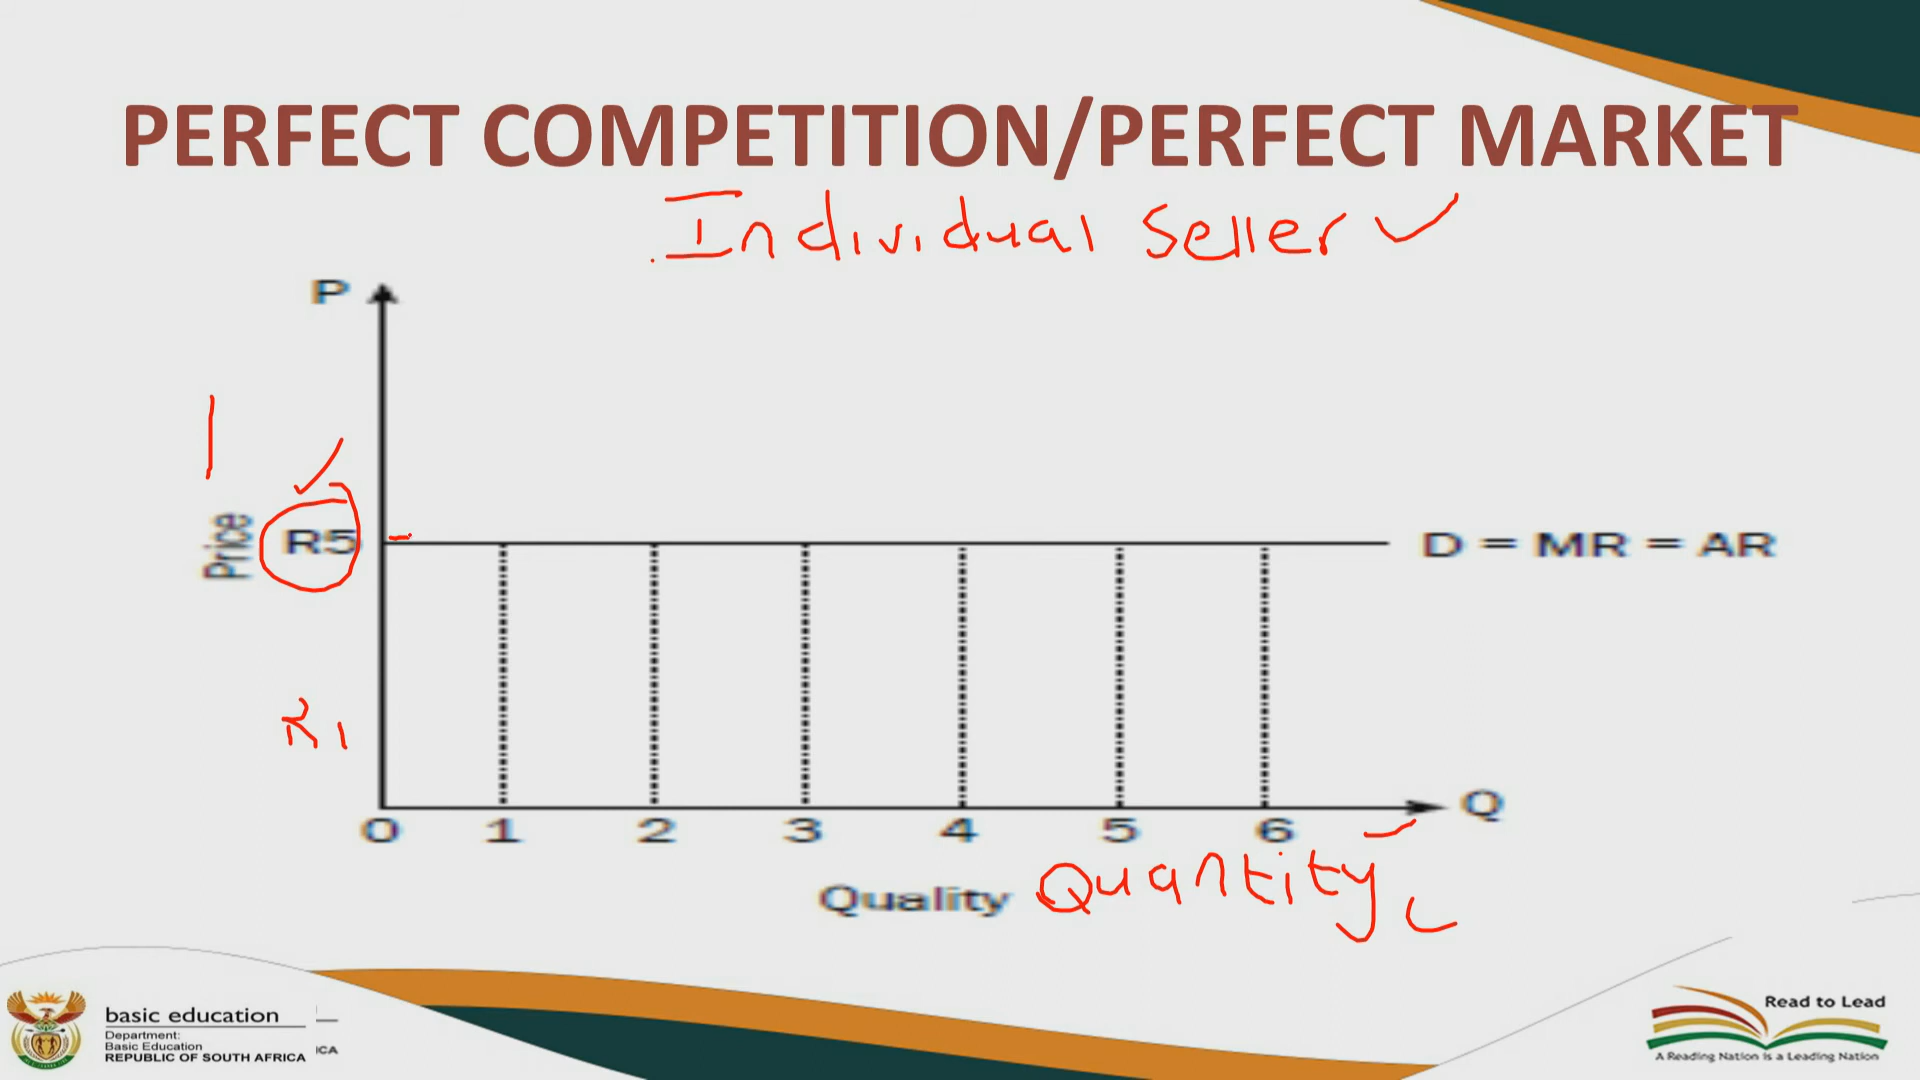 PERFECT COMPETITION/PERFECT MARKET
Individual Seller
P
Price
R5
D = MR = AR
R1
Q
0 1 2 3 4 5 6
Quality Quantity
basic education
Department:
Basic Education
REPUBLIC OF SOUTH AFRICA
ICA
Read to Lead
A Reading Nation is a Leading Nation